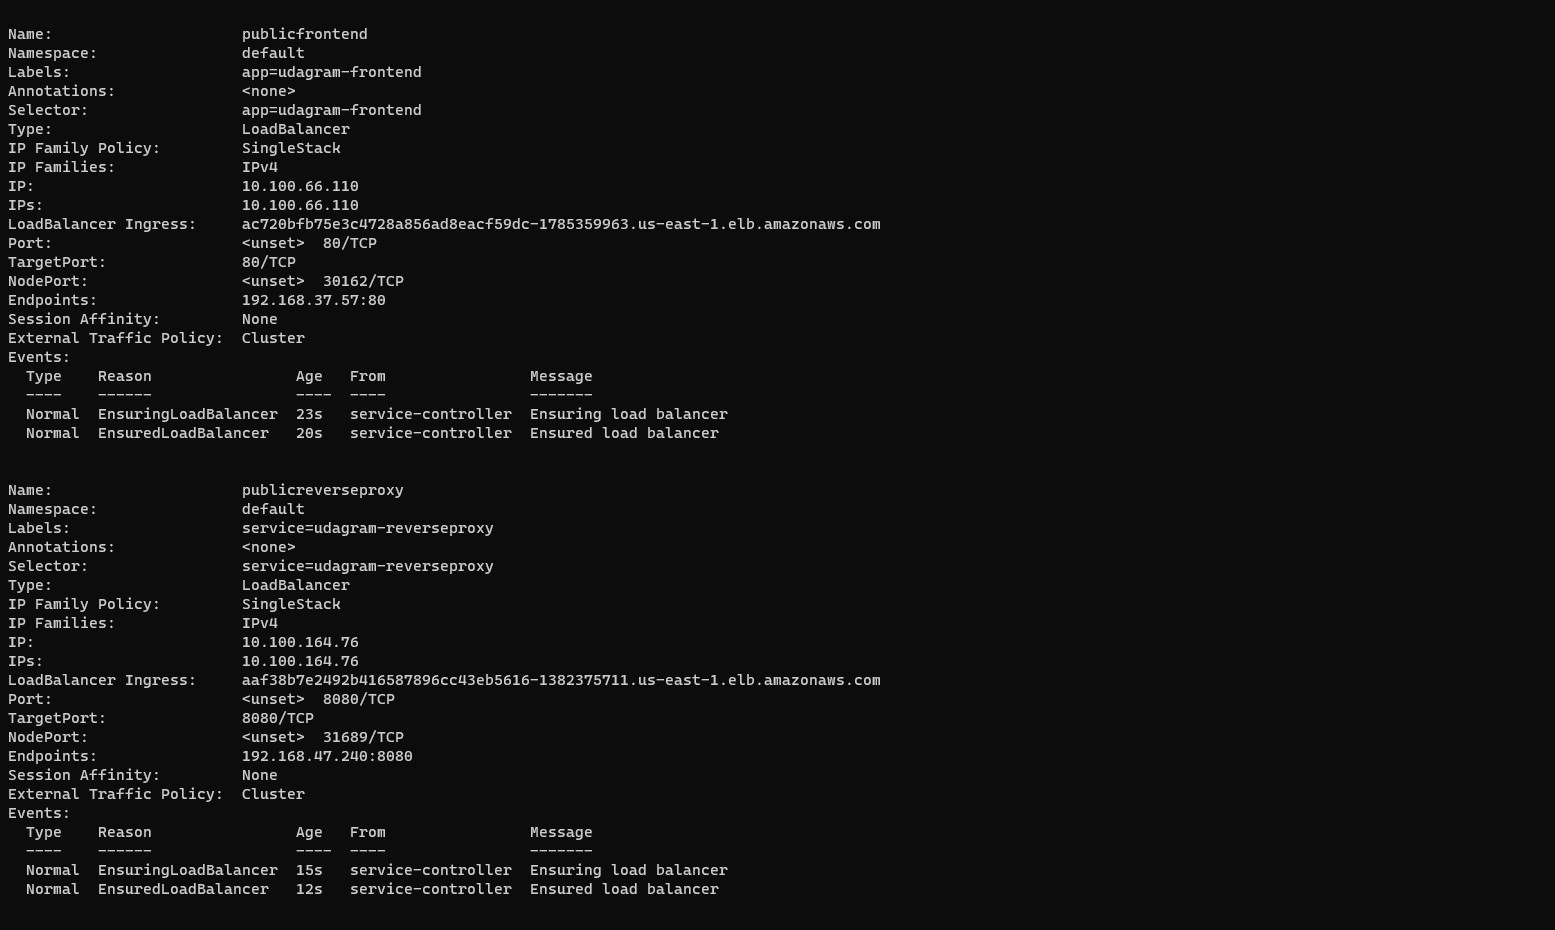 Name:                     publicfrontend
Namespace:                default
Labels:                   app=udagram-frontend
Annotations:              <none>
Selector:                 app=udagram-frontend
Type:                     LoadBalancer
IP Family Policy:         SingleStack
IP Families:              IPv4
IP:                       10.100.66.110
IPs:                      10.100.66.110
LoadBalancer Ingress:     ac720bfb75e3c4728a856ad8eacf59dc-1785359963.us-east-1.elb.amazonaws.com
Port:                     <unset>  80/TCP
TargetPort:               80/TCP
NodePort:                 <unset>  30162/TCP
Endpoints:                192.168.37.57:80
Session Affinity:         None
External Traffic Policy:  Cluster
Events:
  Type    Reason                Age   From                Message
  ----    ------                ----  ----                -------
  Normal  EnsuringLoadBalancer  23s   service-controller  Ensuring load balancer
  Normal  EnsuredLoadBalancer   20s   service-controller  Ensured load balancer
Name:                     publicreverseproxy
Namespace:                default
Labels:                   service=udagram-reverseproxy
Annotations:              <none>
Selector:                 service=udagram-reverseproxy
Type:                     LoadBalancer
IP Family Policy:         SingleStack
IP Families:              IPv4
IP:                       10.100.164.76
IPs:                      10.100.164.76
LoadBalancer Ingress:     aaf38b7e2492b416587896cc43eb5616-1382375711.us-east-1.elb.amazonaws.com
Port:                     <unset>  8080/TCP
TargetPort:               8080/TCP
NodePort:                 <unset>  31689/TCP
Endpoints:                192.168.47.240:8080
Session Affinity:         None
External Traffic Policy:  Cluster
Events:
  Type    Reason                Age   From                Message
  ----    ------                ----  ----                -------
  Normal  EnsuringLoadBalancer  15s   service-controller  Ensuring load balancer
  Normal  EnsuredLoadBalancer   12s   service-controller  Ensured load balancer